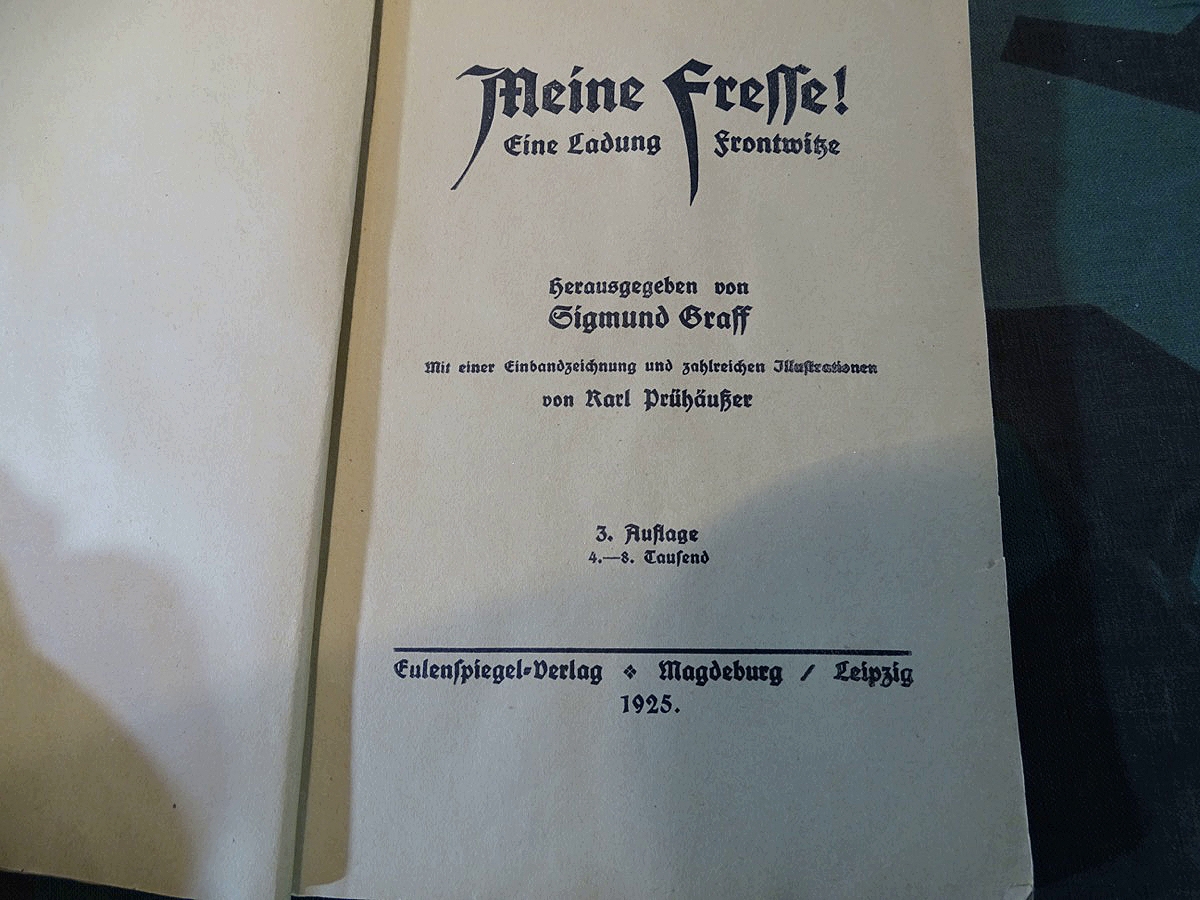 Meine Fresse!
Eine Ladung Frontwitze
Herausgegeben von
Sigmund Graff
Mit einer Einbandzeichnung und zahlreichen Illustrationen
von Karl Prühäußer
3. Auflage
4.—8. Tausend
Eulenspiegel-Verlag ❖ Magdeburg / Leipzig
1925.